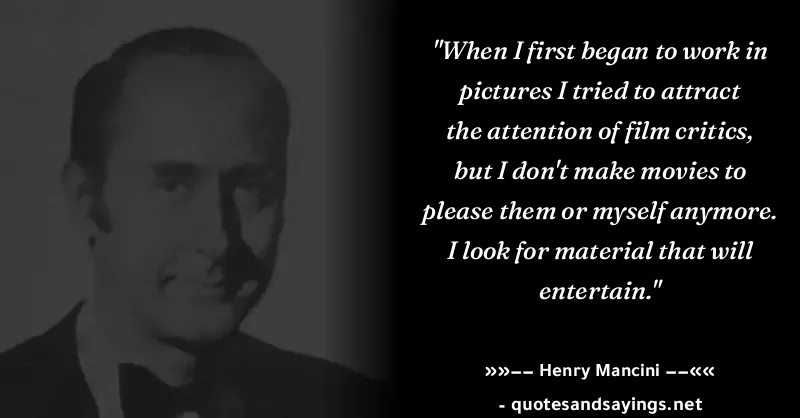 "When I first began to work in
pictures I tried to attract
the attention of film critics,
but I don't make movies to
please them or myself anymore.
I look for material that will
entertain."
»»–– Henry Mancini ––««
- quotesandsayings.net